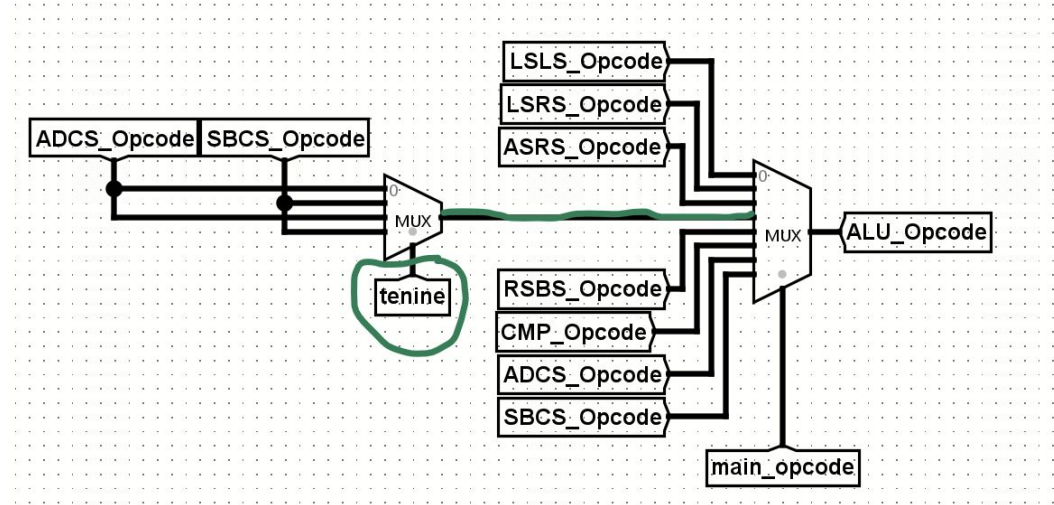 LSLS_Opcode
LSRS_Opcode
ADCS_Opcode SBCS_Opcode
ASRS_Opcode
0
0
MUX
MUX
ALU_Opcode
tenine
RSBS_Opcode
CMP_Opcode
ADCS_Opcode
SBCS_Opcode
main_opcode